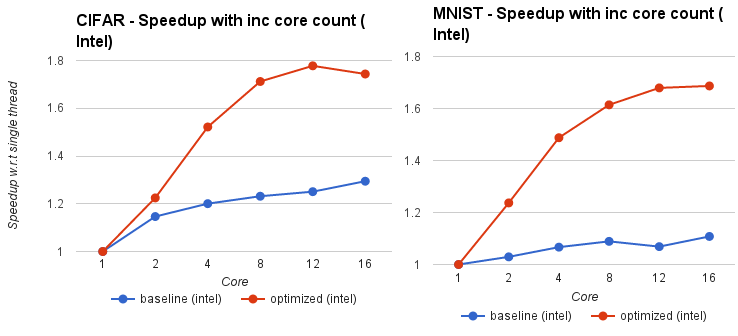 CIFAR - Speedup with inc core count (
Intel)
Speedup w.r.t single thread
1.8
1.6
1.4
1.2
1
1 2 4 8 12 16
Core
baseline (intel) optimized (intel)
MNIST - Speedup with inc core count (
Intel)
1.8
1.6
1.4
1.2
1
1 2 4 8 12 16
Core
baseline (intel) optimized (intel)